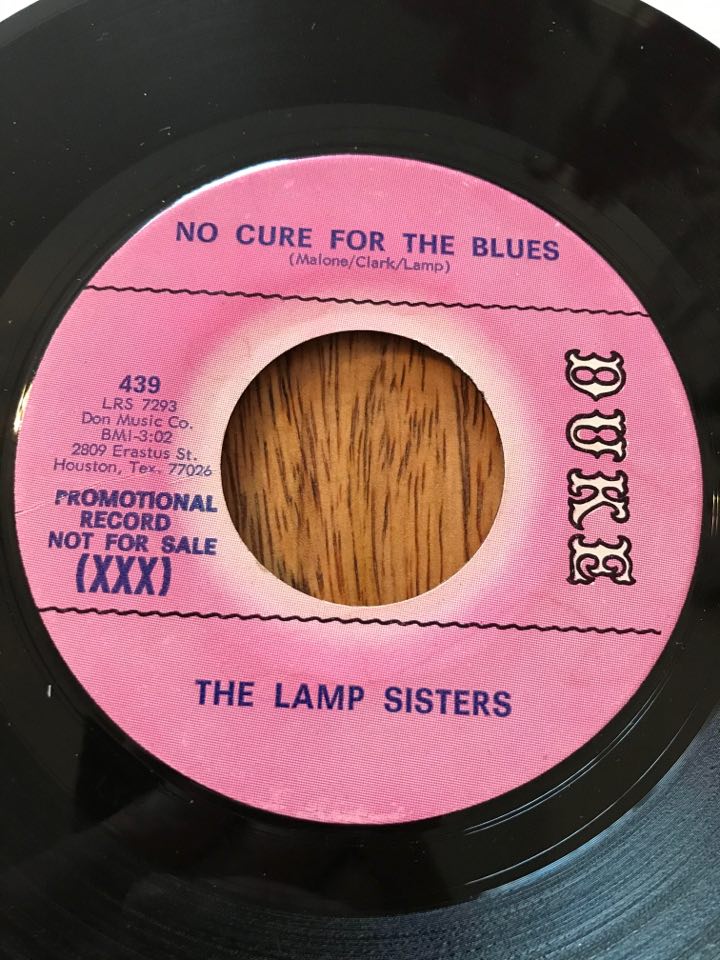 NO CURE FOR THE BLUES
(Malone/Clark/Lamp)
439
LRS 7293
Don Music Co.
BMI-3:02
2809 Erastus St.
Houston, Tex. 77026
PROMOTIONAL
RECORD
NOT FOR SALE
(XXX)
DUKE
THE LAMP SISTERS